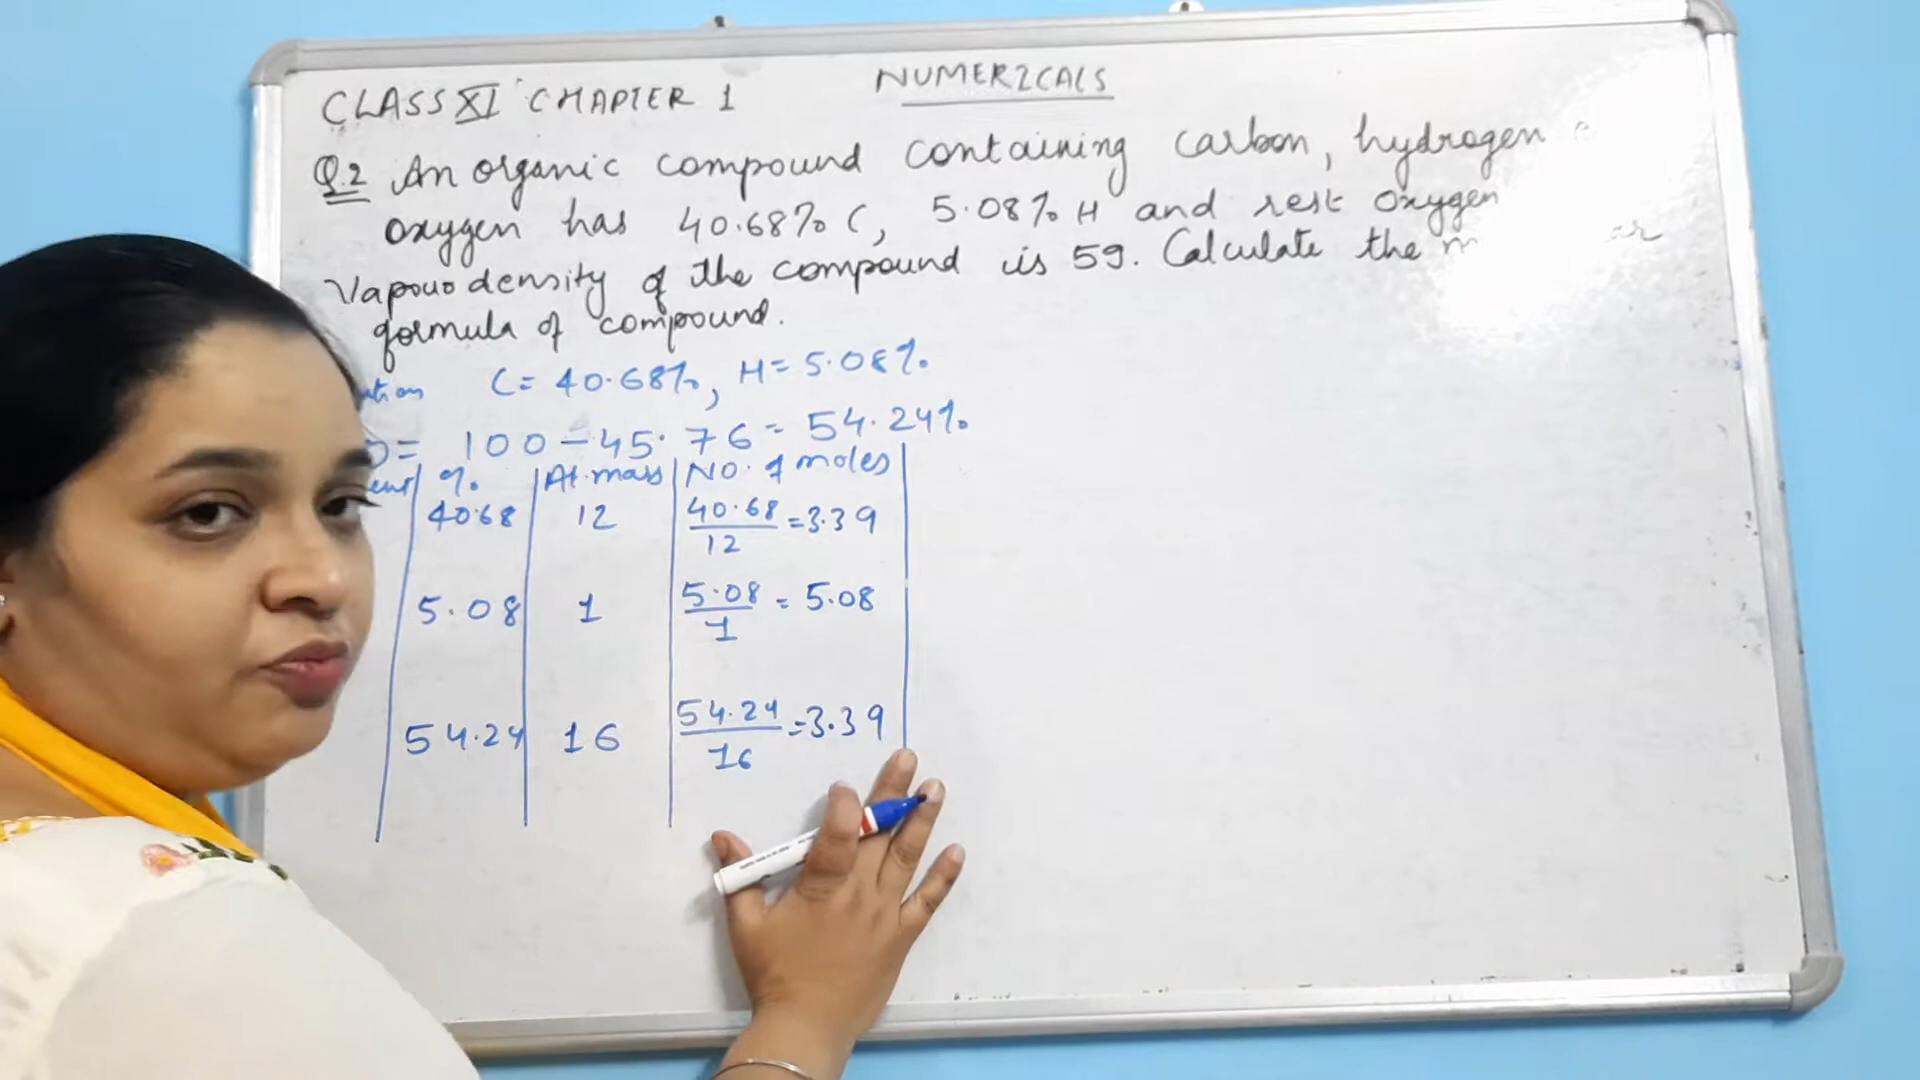 CLASS XI CHAPTER 1
NUMERICALS
Q.2 An organic compound containing carbon, hydrogen
oxygen has 40.68% C, 5.08% H and rest oxygen
Vapour density of the compound is 59. Calculate the
formula of compound.
C = 40.68%, H = 5.08%
= 100 - 45.76 = 54.24%
% At. mass No. of moles
40.68 12 40.68/12 = 3.39
5.08 1 5.08/1 = 5.08
54.24 16 54.24/16 = 3.39